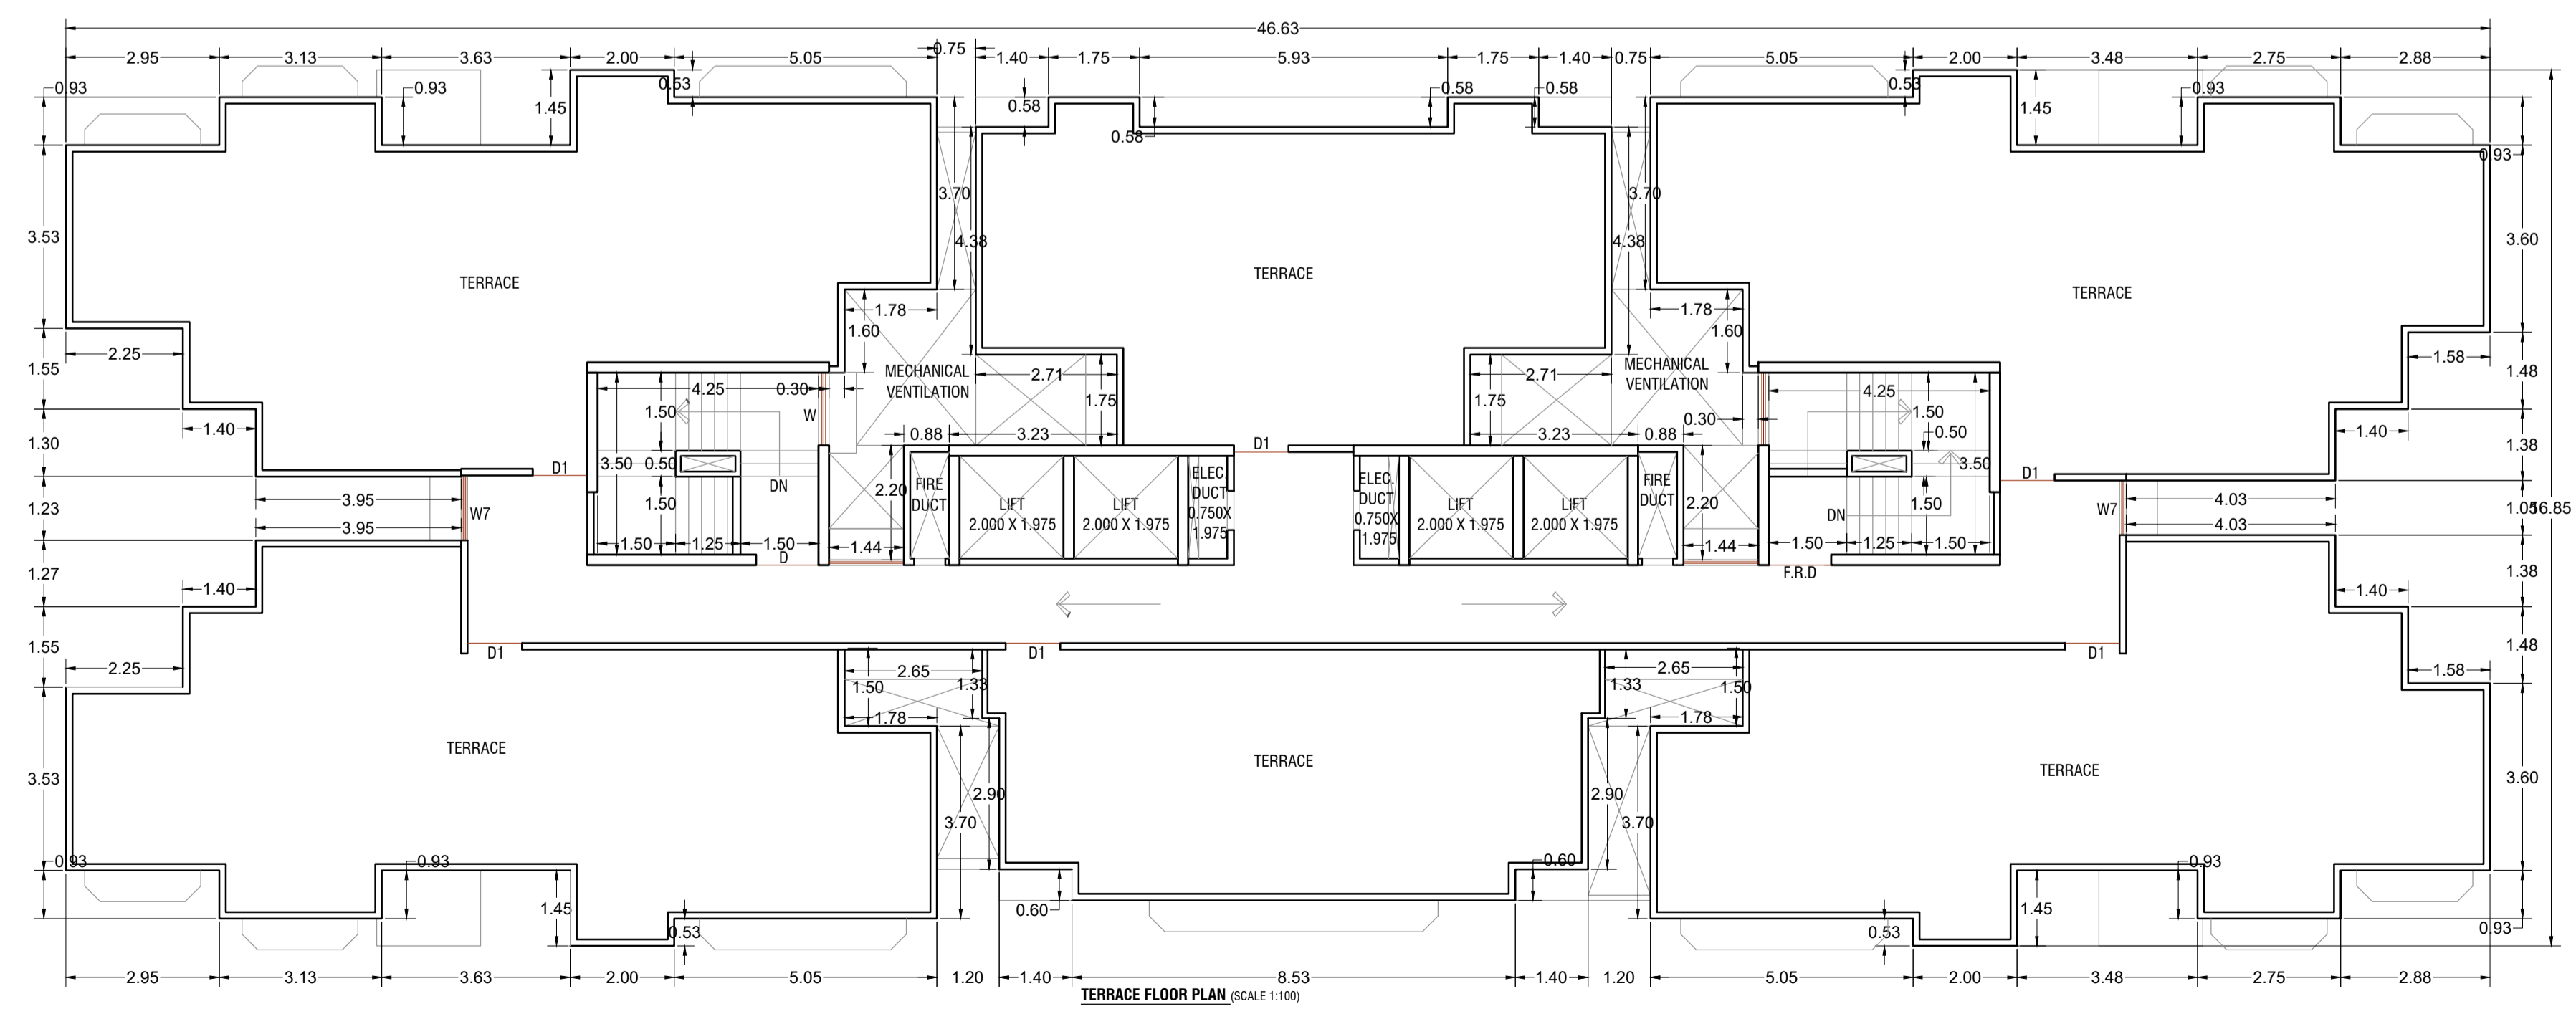 46.63
2.95 3.13 3.63 2.00 5.05 0.75 1.40 1.75 5.93 1.75 1.40 0.75 5.05 2.00 3.48 2.75 2.88
0.93 0.93 1.45 0.53 0.58 0.58 0.58 0.58 0.53 1.45 0.93 0.93
3.53 3.70 4.38 4.38 3.70 3.60
TERRACE TERRACE TERRACE
1.78 1.60 1.78 1.60
2.25 1.55 1.58 1.48
MECHANICAL
VENTILATION
MECHANICAL
VENTILATION
2.71 1.75 2.71 1.75
4.25 0.30 1.50 W 4.25 0.30 1.50
1.40 1.30 1.40 1.38
0.88 3.23 D1 3.23 0.88 0.50
D1 3.50 0.50 DN 2.20 2.20 3.50 D1
FIRE
DUCT
LIFT
2.000 X 1.975
LIFT
2.000 X 1.975
ELEC.
DUCT
0.750X
1.975
ELEC.
DUCT
0.750X
1.975
LIFT
2.000 X 1.975
LIFT
2.000 X 1.975
FIRE
DUCT
3.95 W7 1.50 DN 1.50 W7 4.03
1.23 3.95 4.03 1.05 16.85
1.50 1.25 1.50 D 1.44 1.44 1.50 1.25 1.50
F.R.D
1.27 1.40 1.40 1.38
D1 D1 D1
1.55 2.25 1.50 2.65 1.33 1.33 2.65 1.50 1.58 1.48
1.78 1.78
TERRACE TERRACE TERRACE
3.53 3.70 2.90 2.90 3.70 3.60
0.93 0.93 1.45 0.53 0.60 0.60 0.53 1.45 0.93 0.93
2.95 3.13 3.63 2.00 5.05 1.20 1.40 8.53 1.40 1.20 5.05 2.00 3.48 2.75 2.88
TERRACE FLOOR PLAN (SCALE 1:100)